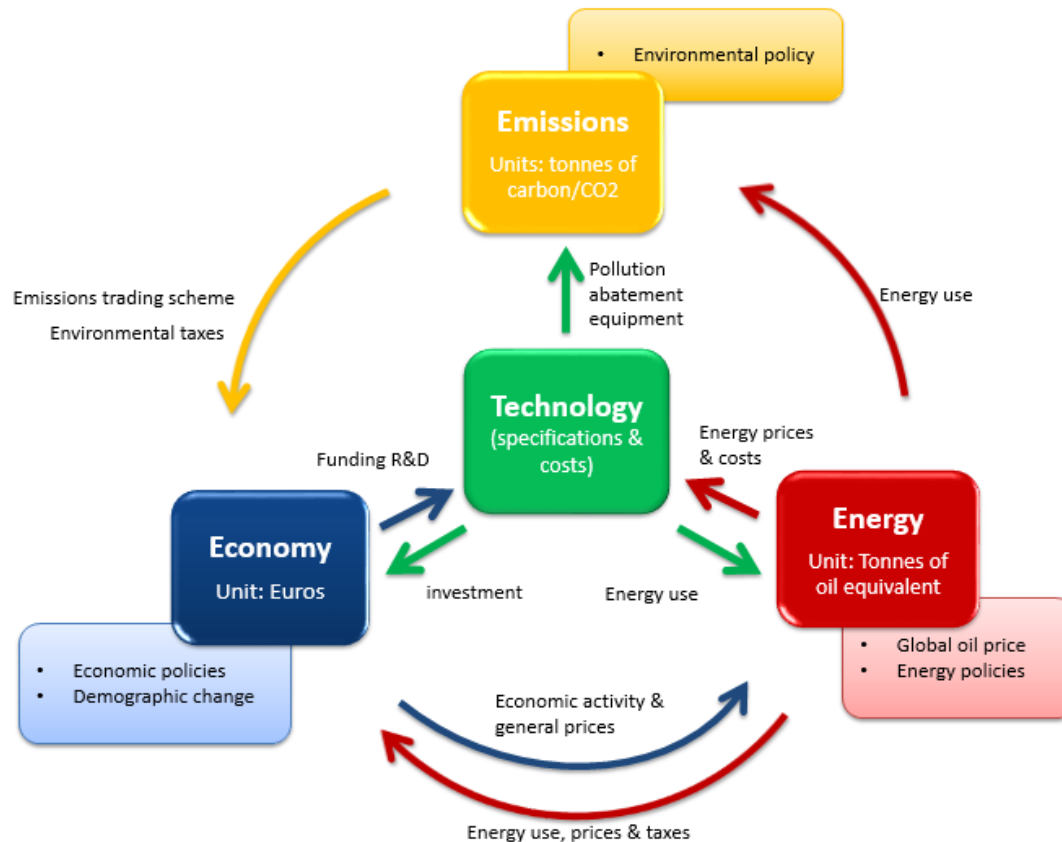 • Environmental policy
Emissions
Units: tonnes of
carbon/CO2
Pollution
abatement
equipment
Emissions trading scheme
Environmental taxes
Energy use
Technology
(specifications &
costs)
Funding R&D
Energy prices
& costs
Economy
Unit: Euros
investment
Energy use
Energy
Unit: Tonnes of
oil equivalent
• Economic policies
• Demographic change
• Global oil price
• Energy policies
Economic activity &
general prices
Energy use, prices & taxes